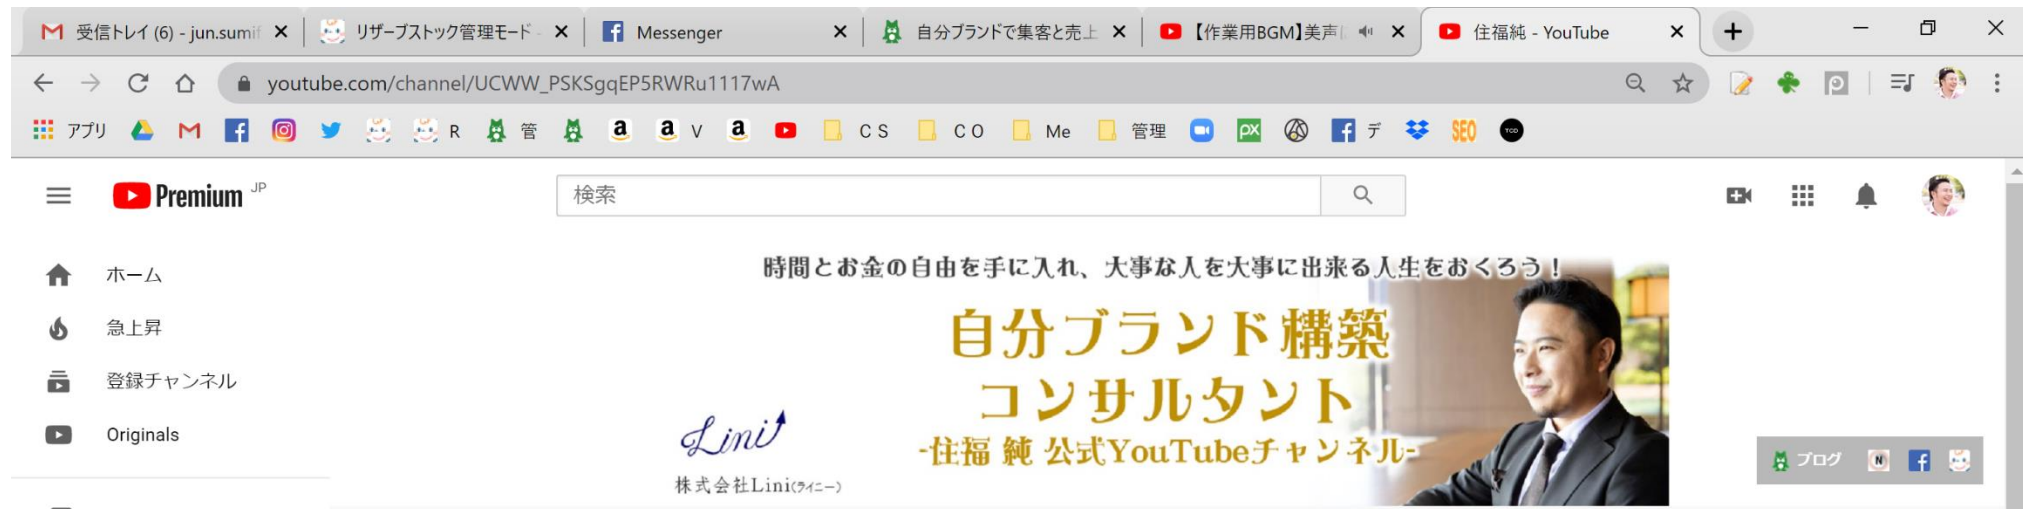 受信トレイ (6) - jun.sumif
リザーブストック管理モード -
Messenger
自分ブランドで集客と売上
【作業用BGM】美声に
住福純 - YouTube
youtube.com/channel/UCWW_PSKSgqEP5RWRu1117wA
アプリ R 管 a a V a C S C O Me 管理 PX デ SEO TCD
Premium JP
検索
ホーム
急上昇
登録チャンネル
Originals
時間とお金の自由を手に入れ、大事な人を大事に出来る人生をおくろう!
自分ブランド構築
コンサルタント
-住福 純 公式YouTubeチャンネル-
Lini
株式会社Lini(ライニー)
ブログ N